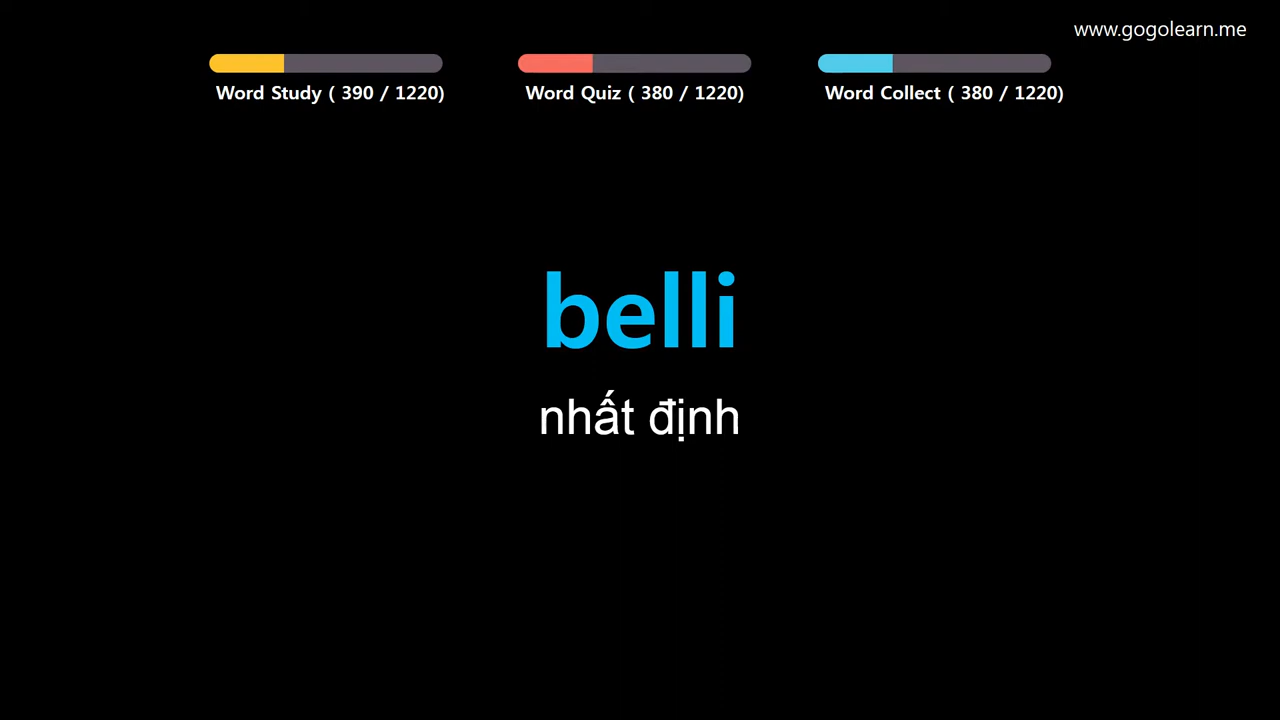 www.gogolearn.me
Word Study ( 390 / 1220)
Word Quiz ( 380 / 1220)
Word Collect ( 380 / 1220)
belli
nhất định